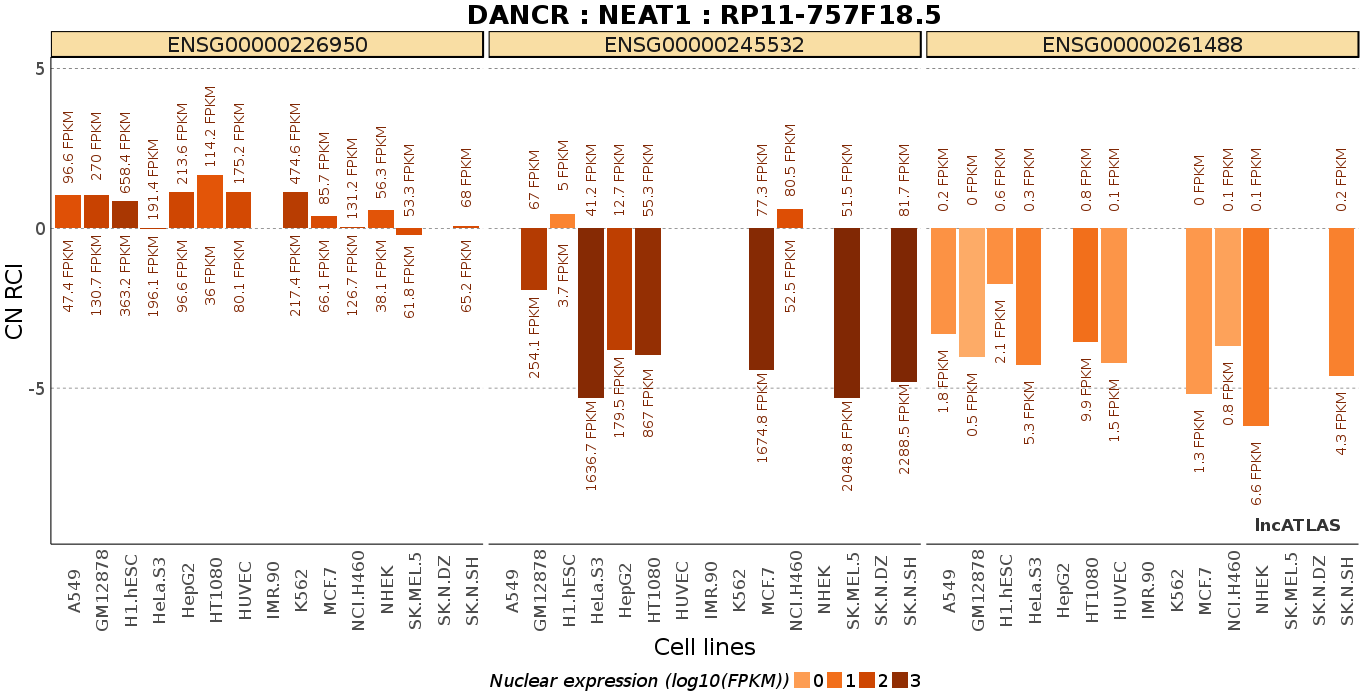 DANCR : NEAT1 : RP11-757F18.5
ENSG00000226950 ENSG00000245532 ENSG00000261488
5
0
-5
CN RCI
96.6 FPKM
270 FPKM
658.4 FPKM
191.4 FPKM
213.6 FPKM
114.2 FPKM
175.2 FPKM
474.6 FPKM
85.7 FPKM
131.2 FPKM
56.3 FPKM
53.3 FPKM
68 FPKM
47.4 FPKM
130.7 FPKM
363.2 FPKM
196.1 FPKM
96.6 FPKM
36 FPKM
80.1 FPKM
217.4 FPKM
66.1 FPKM
126.7 FPKM
38.1 FPKM
61.8 FPKM
65.2 FPKM
67 FPKM
5 FPKM
41.2 FPKM
12.7 FPKM
55.3 FPKM
77.3 FPKM
80.5 FPKM
51.5 FPKM
81.7 FPKM
254.1 FPKM
3.7 FPKM
1636.7 FPKM
179.5 FPKM
867 FPKM
1674.8 FPKM
52.5 FPKM
2048.8 FPKM
2288.5 FPKM
0.2 FPKM
0 FPKM
0.6 FPKM
0.3 FPKM
0.8 FPKM
0.1 FPKM
0 FPKM
0.1 FPKM
0.1 FPKM
0.2 FPKM
1.8 FPKM
0.5 FPKM
2.1 FPKM
5.3 FPKM
9.9 FPKM
1.5 FPKM
1.3 FPKM
0.8 FPKM
6.6 FPKM
4.3 FPKM
lncATLAS
A549
GM12878
H1.hESC
HeLa.S3
HepG2
HT1080
HUVEC
IMR.90
K562
MCF.7
NCI.H460
NHEK
SK.MEL.5
SK.N.DZ
SK.N.SH
A549
GM12878
H1.hESC
HeLa.S3
HepG2
HT1080
HUVEC
IMR.90
K562
MCF.7
NCI.H460
NHEK
SK.MEL.5
SK.N.DZ
SK.N.SH
A549
GM12878
H1.hESC
HeLa.S3
HepG2
HT1080
HUVEC
IMR.90
K562
MCF.7
NCI.H460
NHEK
SK.MEL.5
SK.N.DZ
SK.N.SH
Cell lines
Nuclear expression (log10(FPKM)) 0 1 2 3